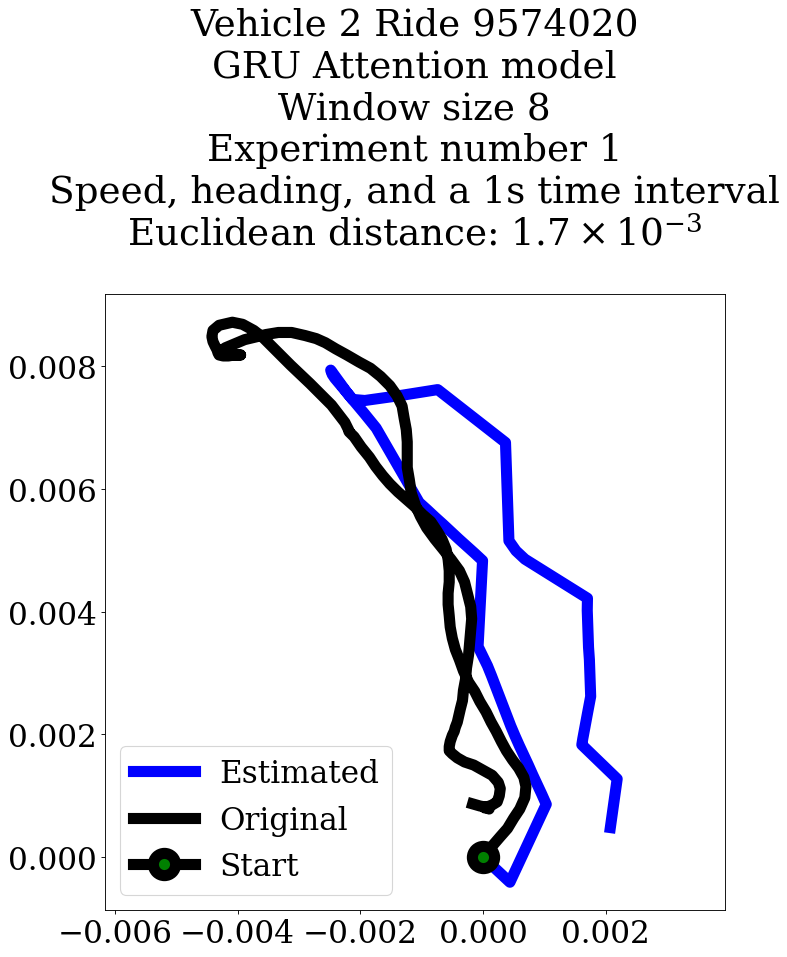 Vehicle 2 Ride 9574020
GRU Attention model
Window size 8
Experiment number 1
Speed, heading, and a 1s time interval
Euclidean distance: 1.7 × 10⁻³
0.008
0.006
0.004
0.002
0.000
Estimated
Original
Start
−0.006 −0.004 −0.002 0.000 0.002